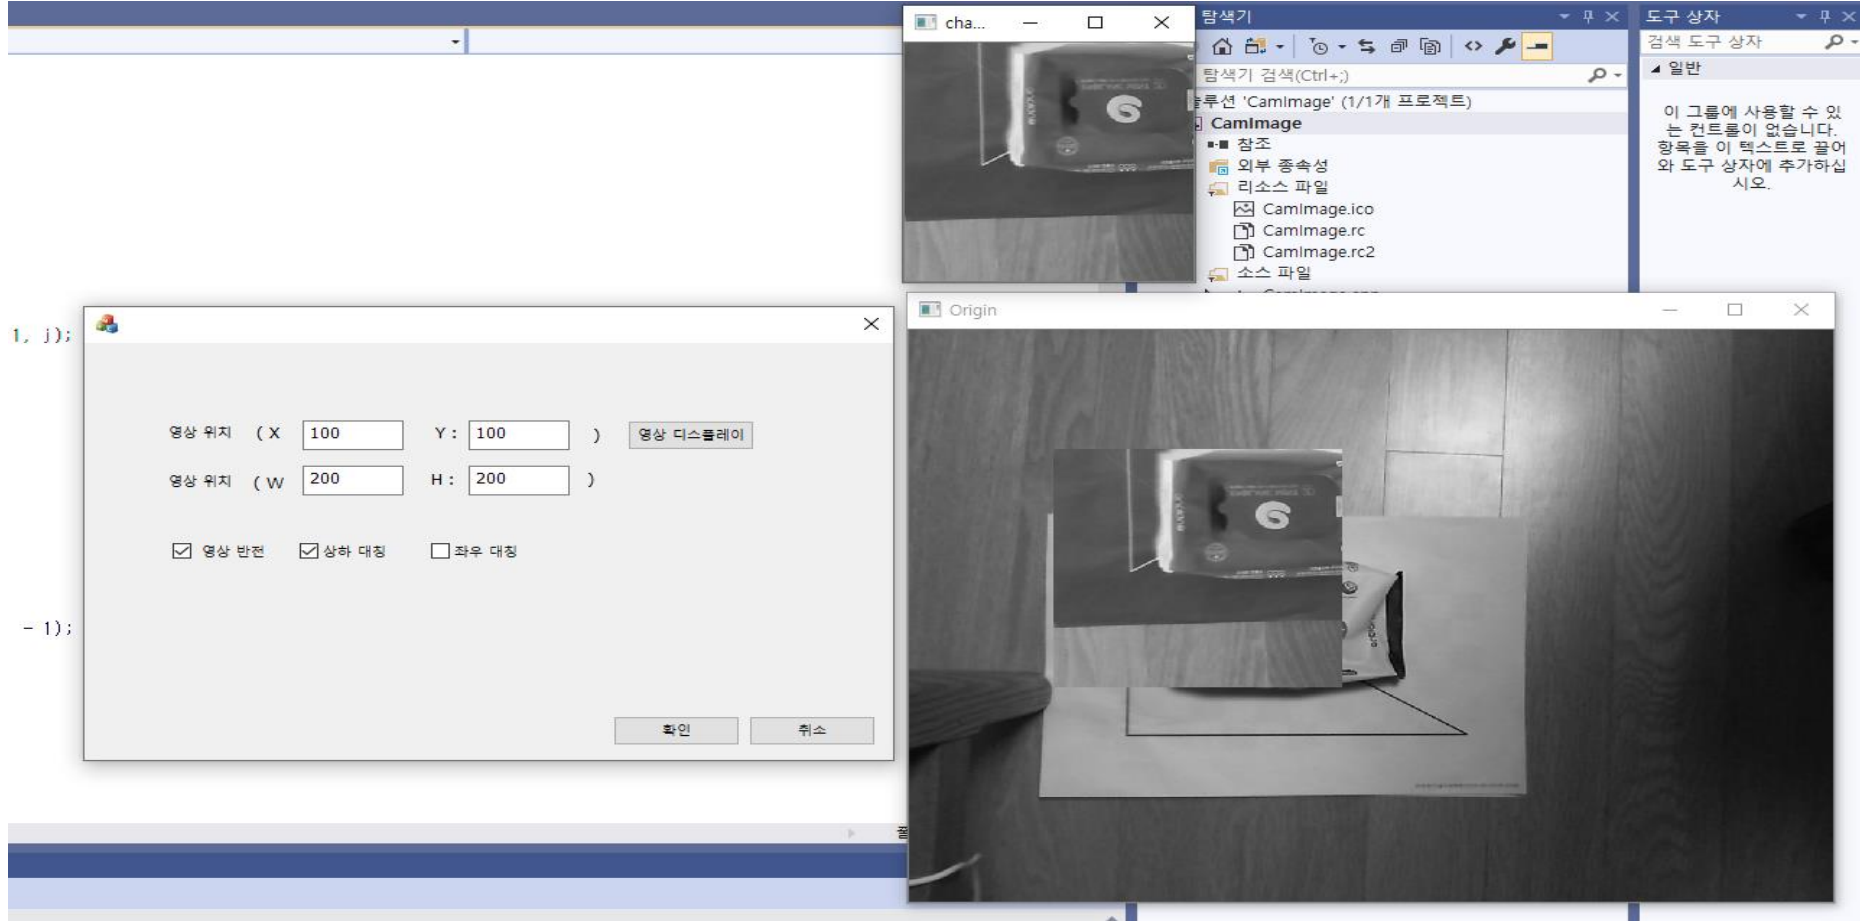 cha...
탐색기
도구 상자
검색 도구 상자
탐색기 검색(Ctrl+;)
일반
루션 'CamImage' (1/1개 프로젝트)
CamImage
참조
외부 종속성
리소스 파일
CamImage.ico
CamImage.rc
CamImage.rc2
소스 파일
이 그룹에 사용할 수 있
는 컨트롤이 없습니다.
항목을 이 텍스트로 끌어
와 도구 상자에 추가하십
시오.
Origin
1, j);
영상 위치 ( X 100 Y : 100 ) 영상 디스플레이
영상 위치 ( W 200 H : 200 )
영상 반전 상하 대칭 좌우 대칭
- 1);
확인 취소